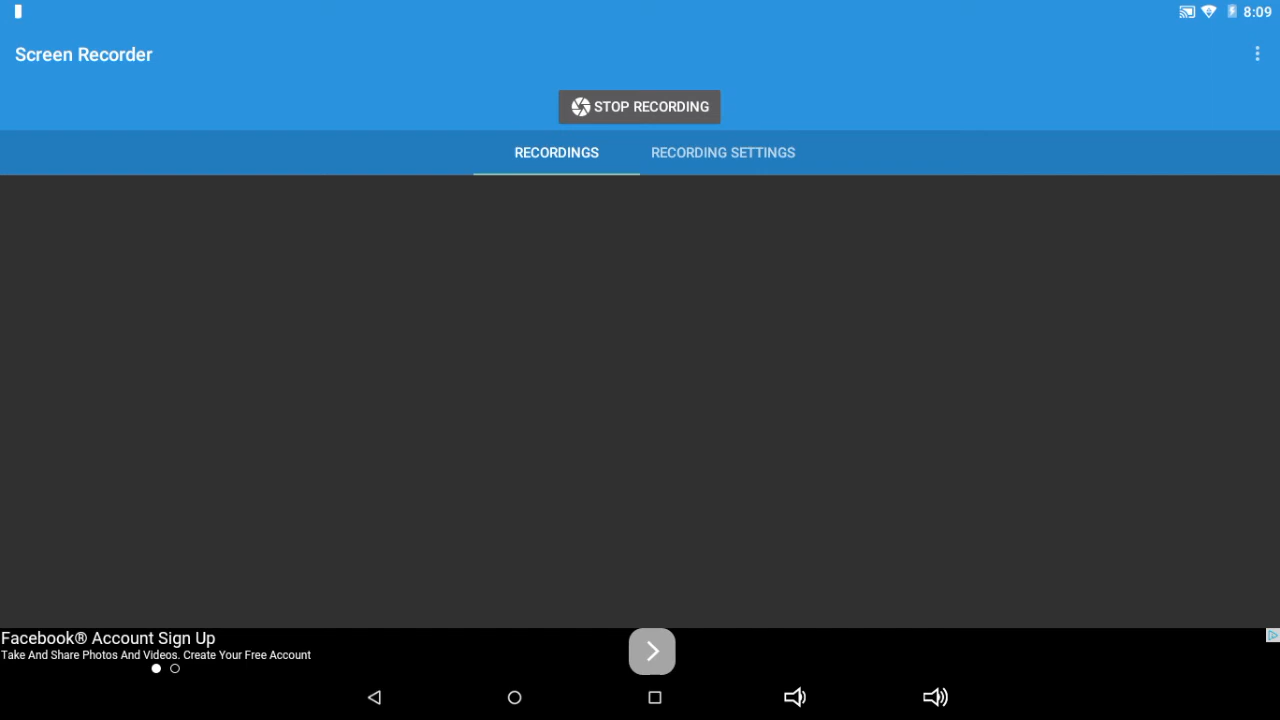 8:09
Screen Recorder
STOP RECORDING
RECORDINGS
RECORDING SETTINGS
Facebook® Account Sign Up
Take And Share Photos And Videos. Create Your Free Account